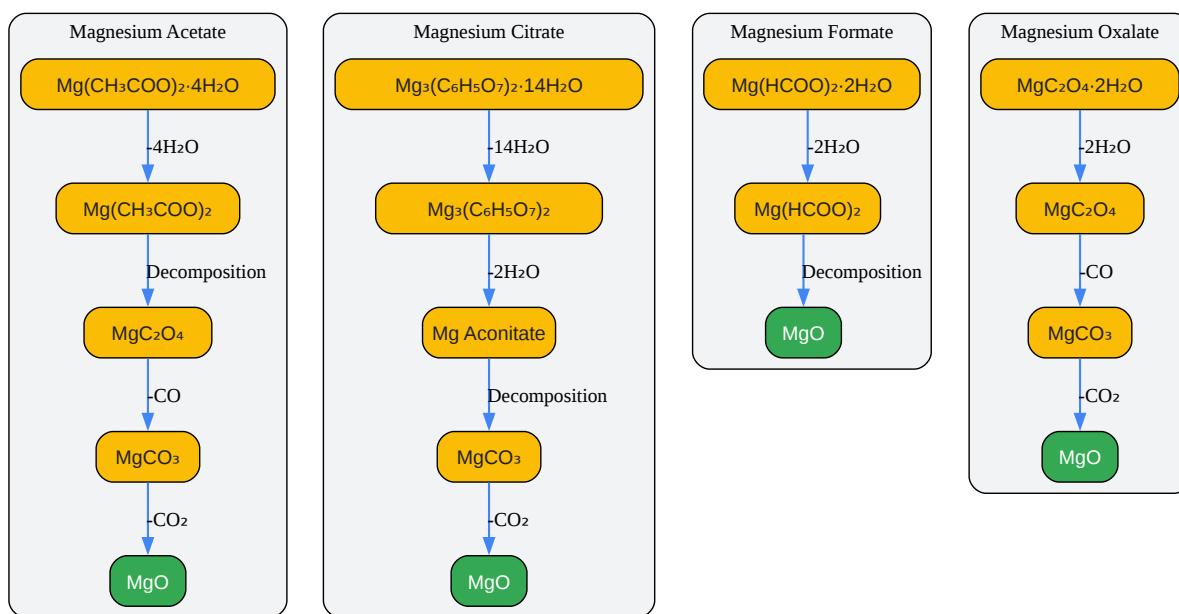 Magnesium Acetate
Mg(CH₃COO)₂·4H₂O
-4H₂O
Mg(CH₃COO)₂
Decomposition
MgC₂O₄
-CO
MgCO₃
-CO₂
MgO
Magnesium Citrate
Mg₃(C₆H₅O₇)₂·14H₂O
-14H₂O
Mg₃(C₆H₅O₇)₂
-2H₂O
Mg Aconitate
Decomposition
MgCO₃
-CO₂
MgO
Magnesium Formate
Mg(HCOO)₂·2H₂O
-2H₂O
Mg(HCOO)₂
Decomposition
MgO
Magnesium Oxalate
MgC₂O₄·2H₂O
-2H₂O
MgC₂O₄
-CO
MgCO₃
-CO₂
MgO